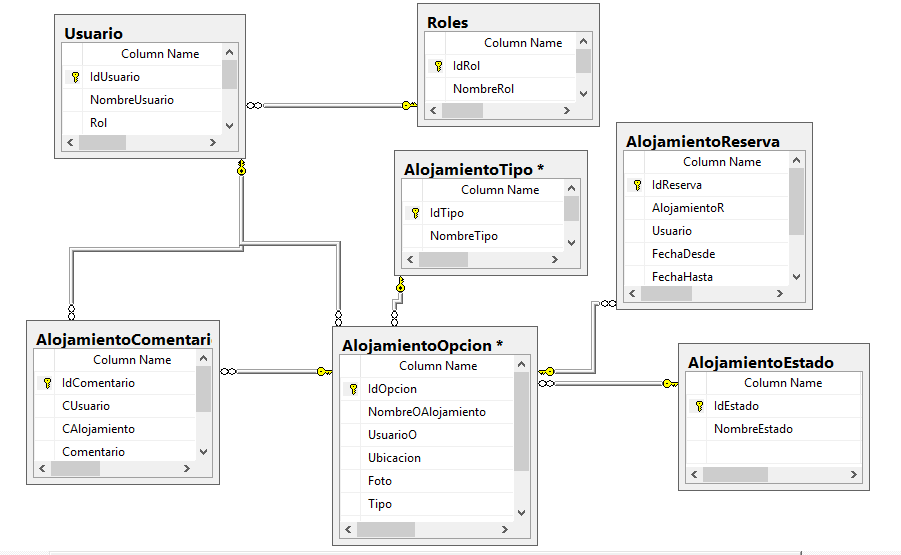 Usuario
Column Name
IdUsuario
NombreUsuario
Rol
Roles
Column Name
IdRol
NombreRol
AlojamientoTipo *
Column Name
IdTipo
NombreTipo
AlojamientoReserva
Column Name
IdReserva
AlojamientoR
Usuario
FechaDesde
FechaHasta
AlojamientoComentari
Column Name
IdComentario
CUsuario
CAlojamiento
Comentario
AlojamientoOpcion *
Column Name
IdOpcion
NombreOAlojamiento
UsuarioO
Ubicacion
Foto
Tipo
AlojamientoEstado
Column Name
IdEstado
NombreEstado